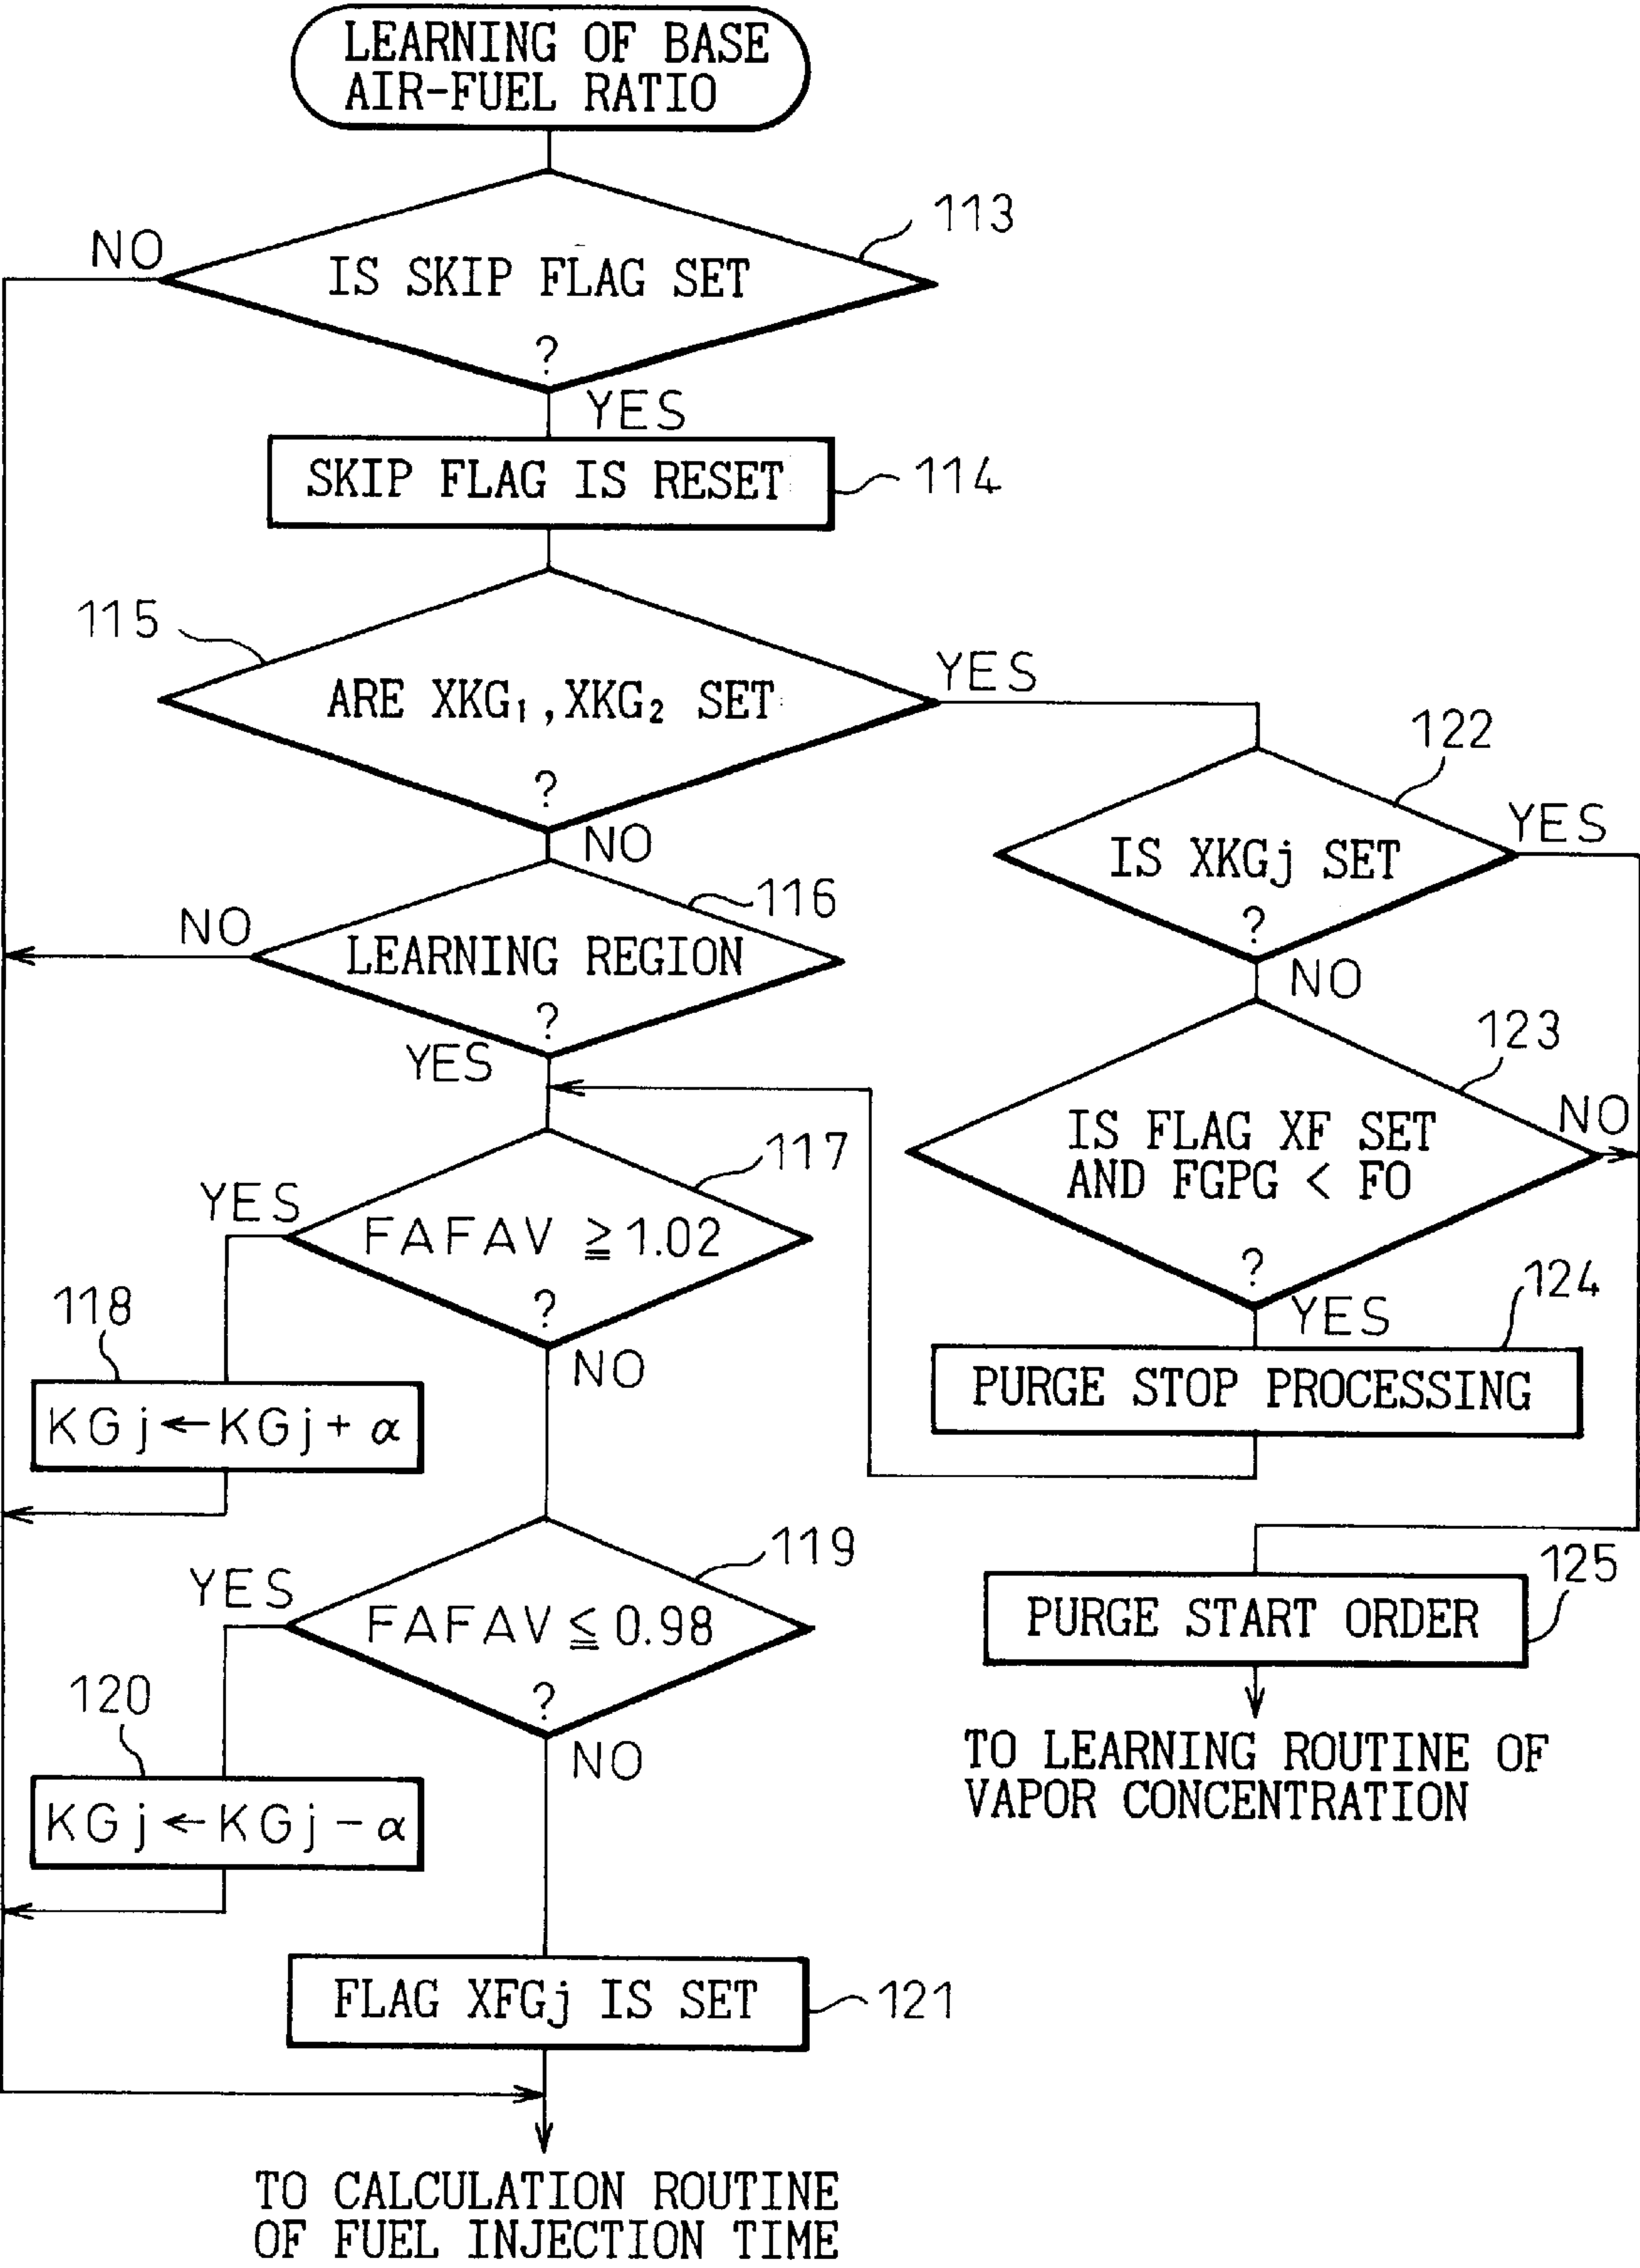 LEARNING OF BASE
AIR-FUEL RATIO
113
NO
IS SKIP FLAG SET
?
YES
SKIP FLAG IS RESET
114
115
YES
ARE XKG₁,XKG₂ SET
?
NO
122
YES
IS XKGj SET
?
NO
116
NO
LEARNING REGION
?
YES
123
NO
IS FLAG XF SET
AND FGPG < FO
?
YES
117
YES
FAFAV ≧ 1.02
?
NO
118
KGj←KGj+α
124
PURGE STOP PROCESSING
119
YES
FAFAV ≦ 0.98
?
NO
125
PURGE START ORDER
120
KGj←KGj-α
TO LEARNING ROUTINE OF
VAPOR CONCENTRATION
FLAG XFGj IS SET
121
TO CALCULATION ROUTINE
OF FUEL INJECTION TIME